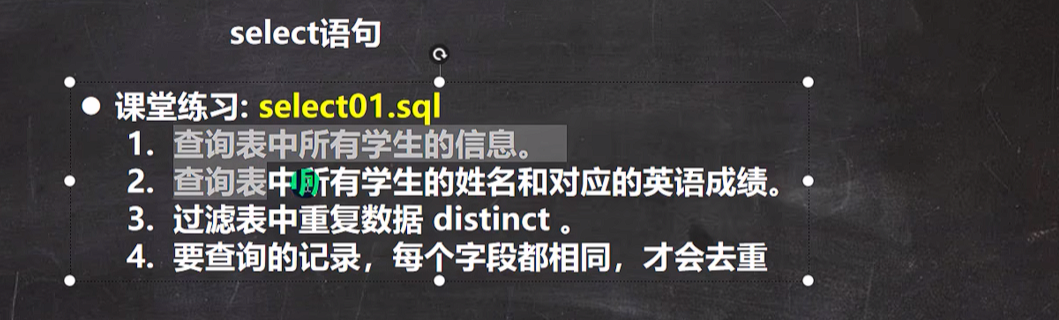 select语句
● 课堂练习: select01.sql
1. 查询表中所有学生的信息。
2. 查询表中所有学生的姓名和对应的英语成绩。
3. 过滤表中重复数据 distinct 。
4. 要查询的记录，每个字段都相同，才会去重